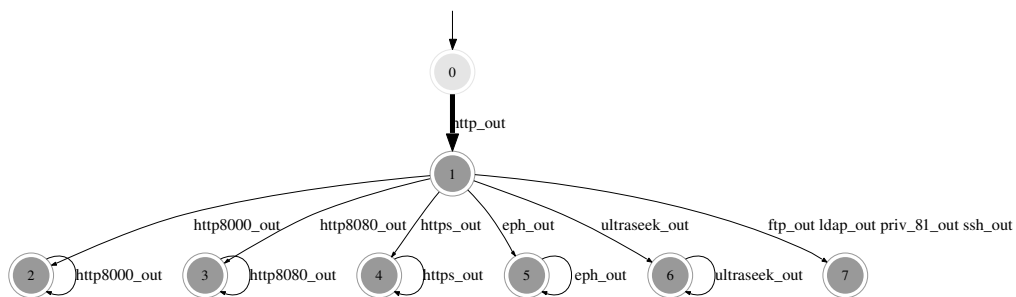 0
http_out
1
http8000_out http8080_out https_out eph_out ultraseek_out ftp_out ldap_out priv_81_out ssh_out
2 http8000_out 3 http8080_out 4 https_out 5 eph_out 6 ultraseek_out 7